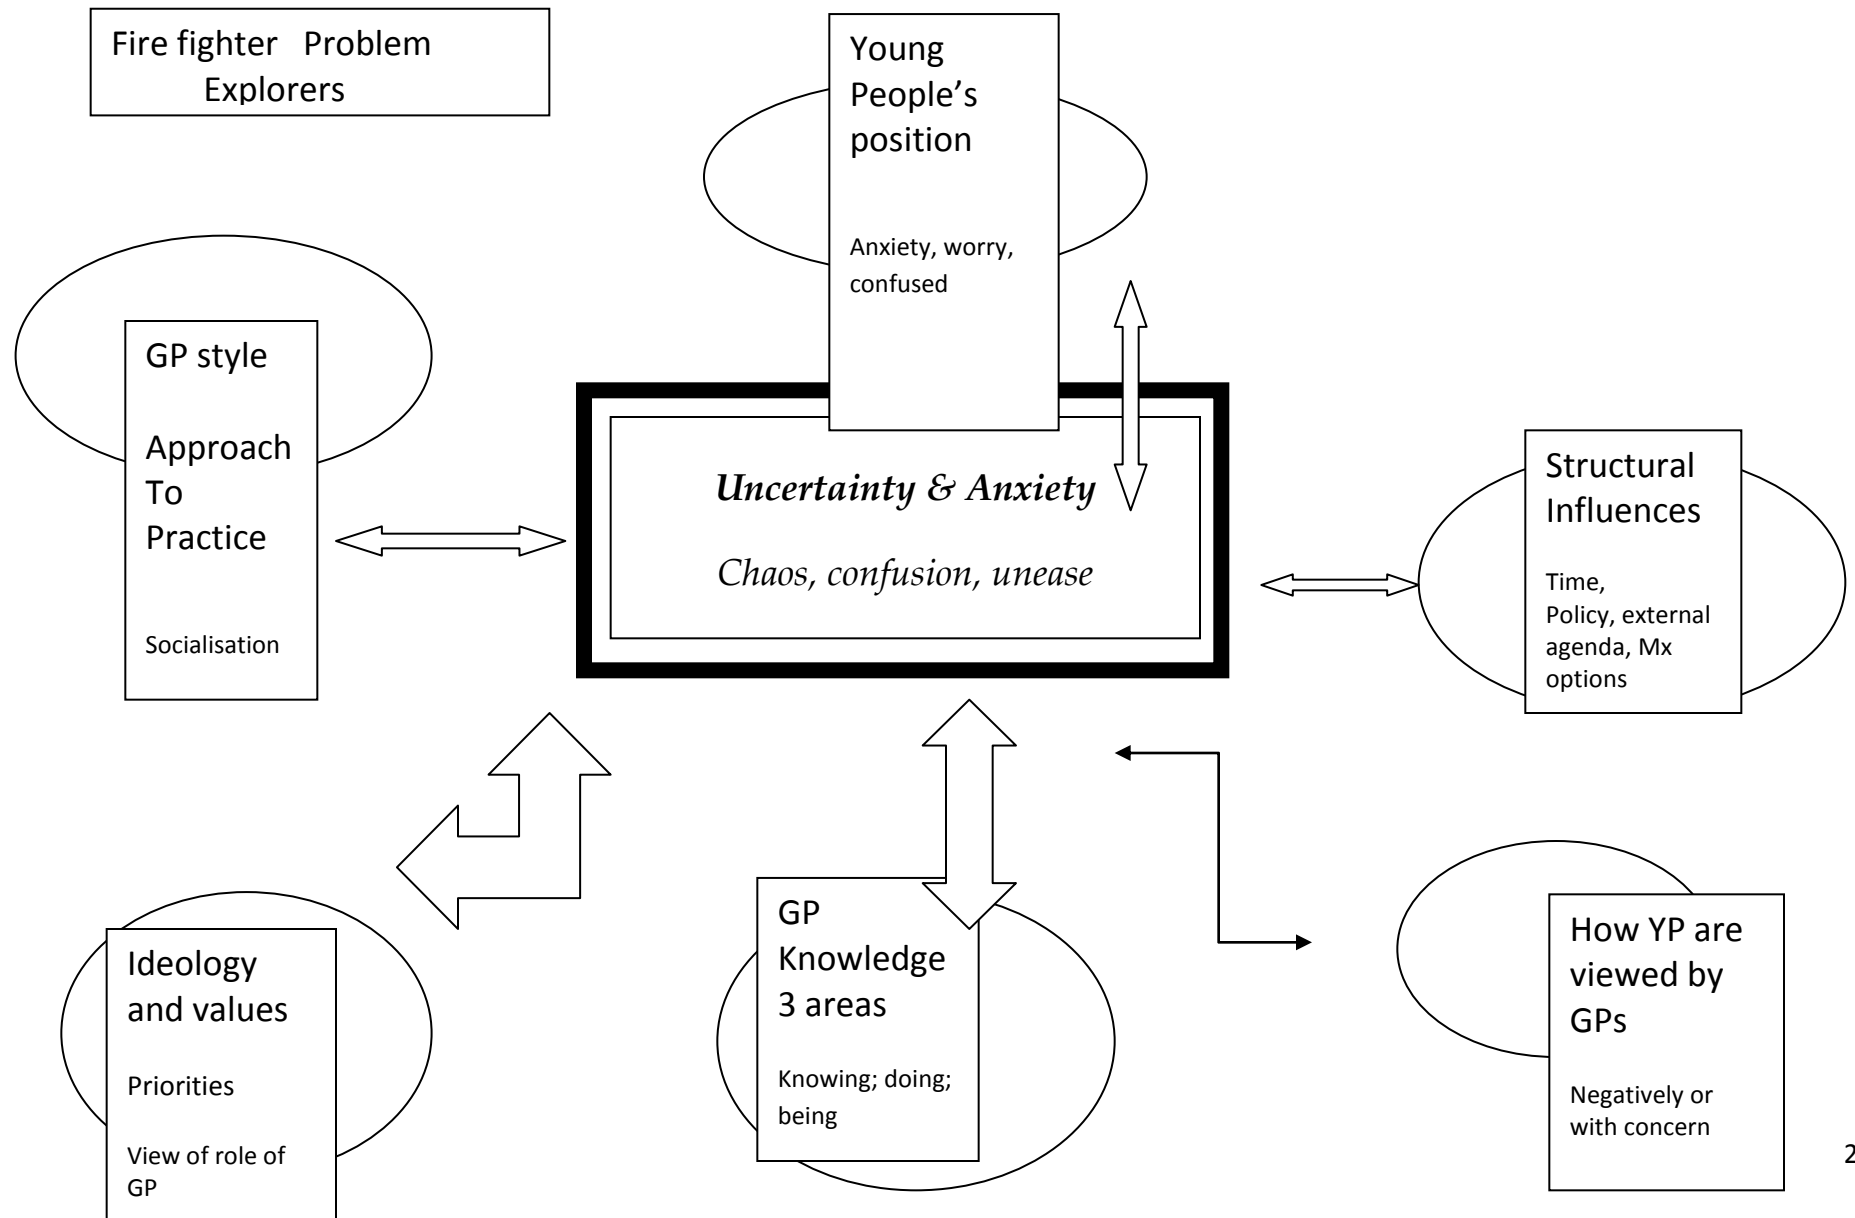 Fire fighter Problem
Explorers
Young
People’s
position
Anxiety, worry,
confused
GP style
Approach
To
Practice
Socialisation
Uncertainty & Anxiety
Chaos, confusion, unease
Structural
Influences
Time,
Policy, external
agenda, Mx
options
Ideology
and values
Priorities
View of role of
GP
GP
Knowledge
3 areas
Knowing; doing;
being
How YP are
viewed by
GPs
Negatively or
with concern
2